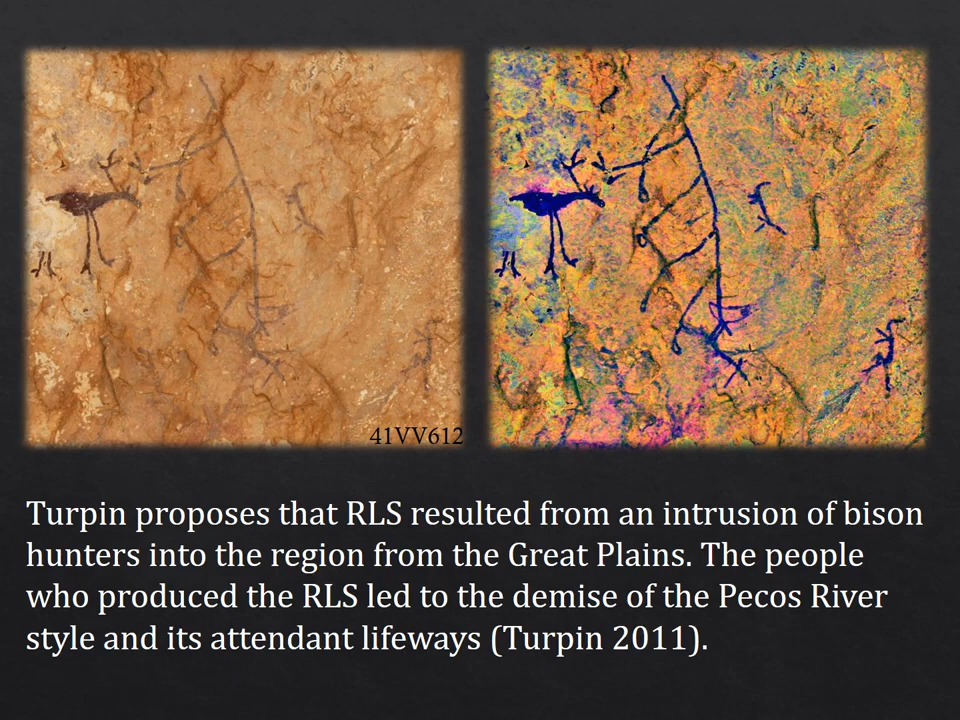 41VV612
Turpin proposes that RLS resulted from an intrusion of bison
hunters into the region from the Great Plains. The people
who produced the RLS led to the demise of the Pecos River
style and its attendant lifeways (Turpin 2011).